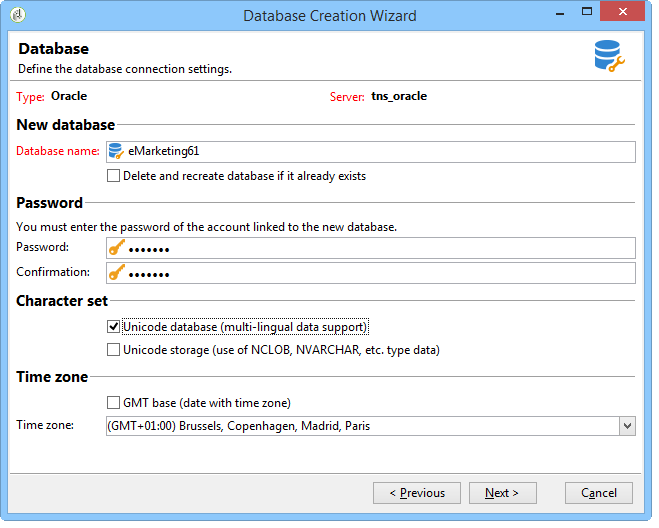 Database Creation Wizard
Database
Define the database connection settings.
Type: Oracle Server: tns_oracle
New database
Database name: eMarketing61
Delete and recreate database if it already exists
Password
You must enter the password of the account linked to the new database.
Password: •••••••
Confirmation: •••••••
Character set
Unicode database (multi-lingual data support)
Unicode storage (use of NCLOB, NVARCHAR, etc. type data)
Time zone
GMT base (date with time zone)
Time zone: (GMT+01:00) Brussels, Copenhagen, Madrid, Paris
< Previous Next > Cancel